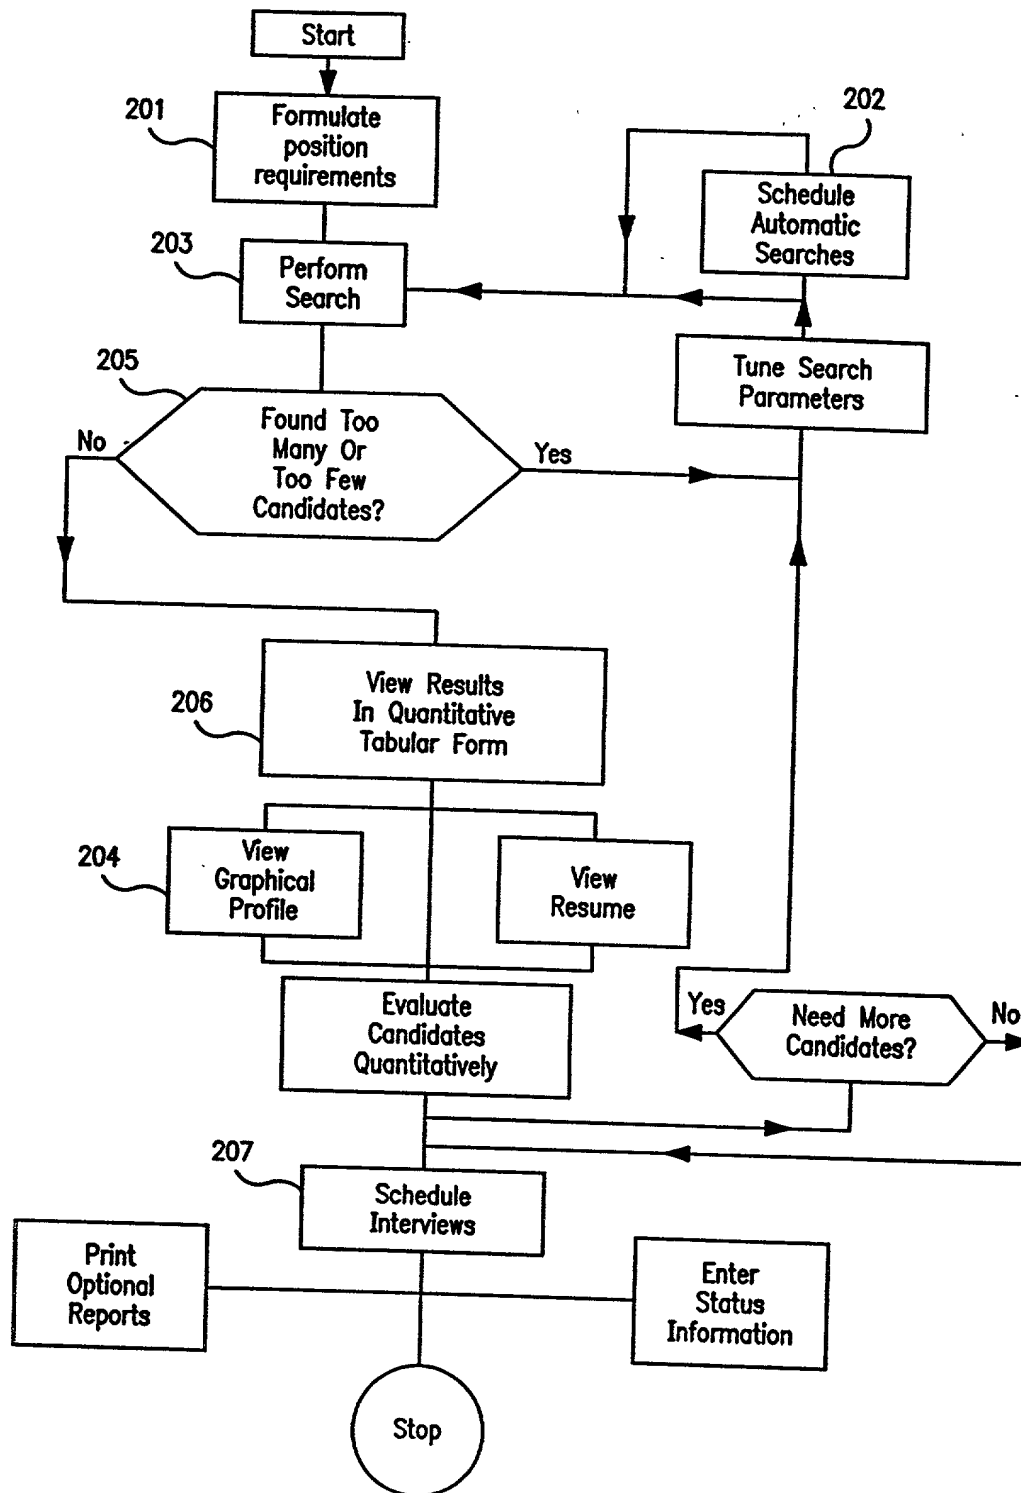 Start
201
Formulate
position
requirements
202
Schedule
Automatic
Searches
203
Perform
Search
Tune Search
Parameters
205
Found Too
Many Or
Too Few
Candidates?
No
Yes
206
View Results
In Quantitative
Tabular Form
204
View
Graphical
Profile
View
Resume
Evaluate
Candidates
Quantitatively
Yes
Need More
Candidates?
No
207
Schedule
Interviews
Print
Optional
Reports
Enter
Status
Information
Stop